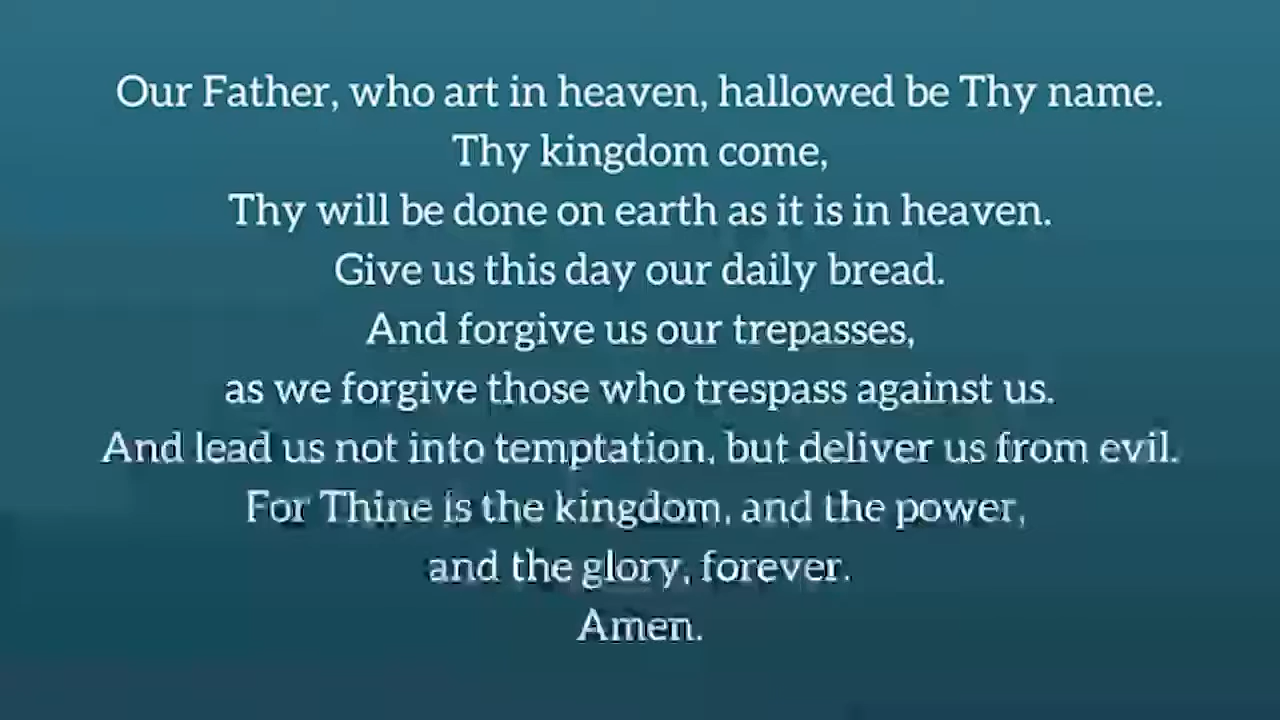 Our Father, who art in heaven, hallowed be Thy name.
Thy kingdom come,
Thy will be done on earth as it is in heaven.
Give us this day our daily bread.
And forgive us our trepasses,
as we forgive those who trespass against us.
And lead us not into temptation, but deliver us from evil.
For Thine is the kingdom, and the power,
and the glory, forever.
Amen.